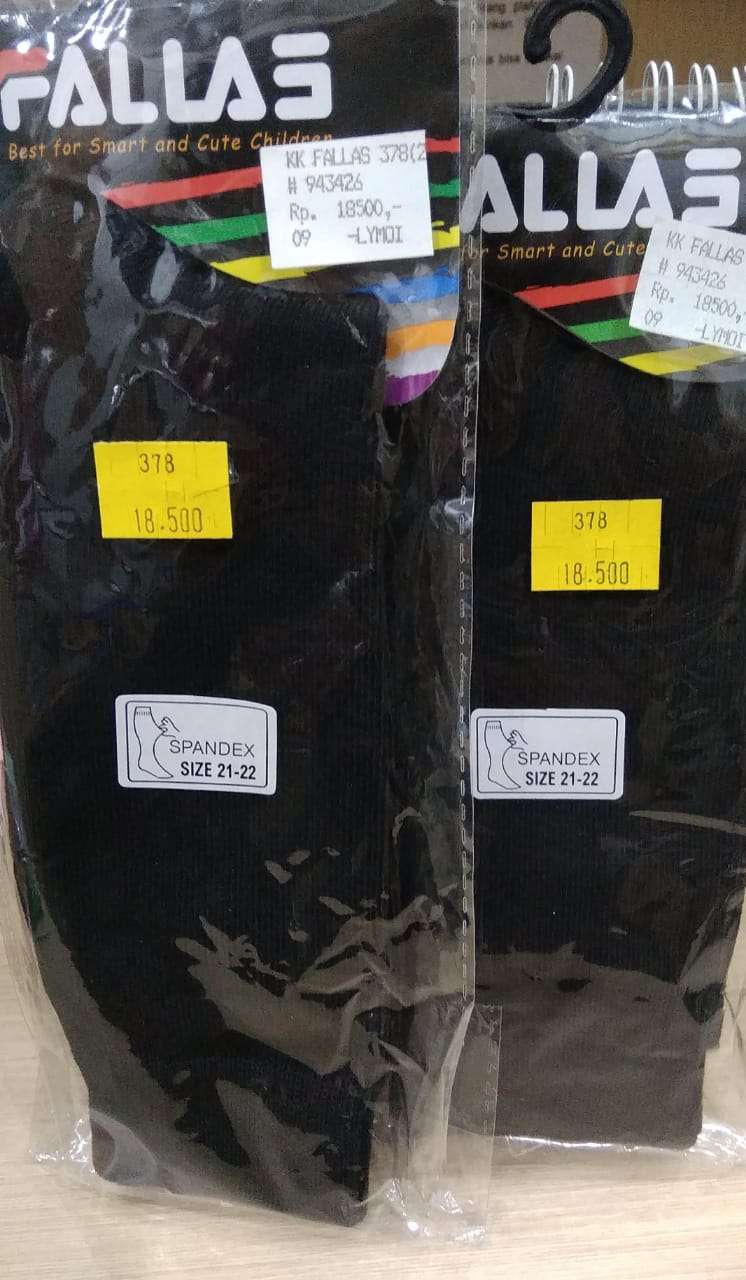 FALLAS
Best for Smart and Cute Children
KK FALLAS 378(2
# 943426
Rp. 18500,-
09 -LYMOI
378
18.500
SPANDEX
SIZE 21-22
ALLAS
or Smart and Cute
KK FALLAS
# 943426
Rp. 18500,
09 -LYMOI
378
18.500
SPANDEX
SIZE 21-22